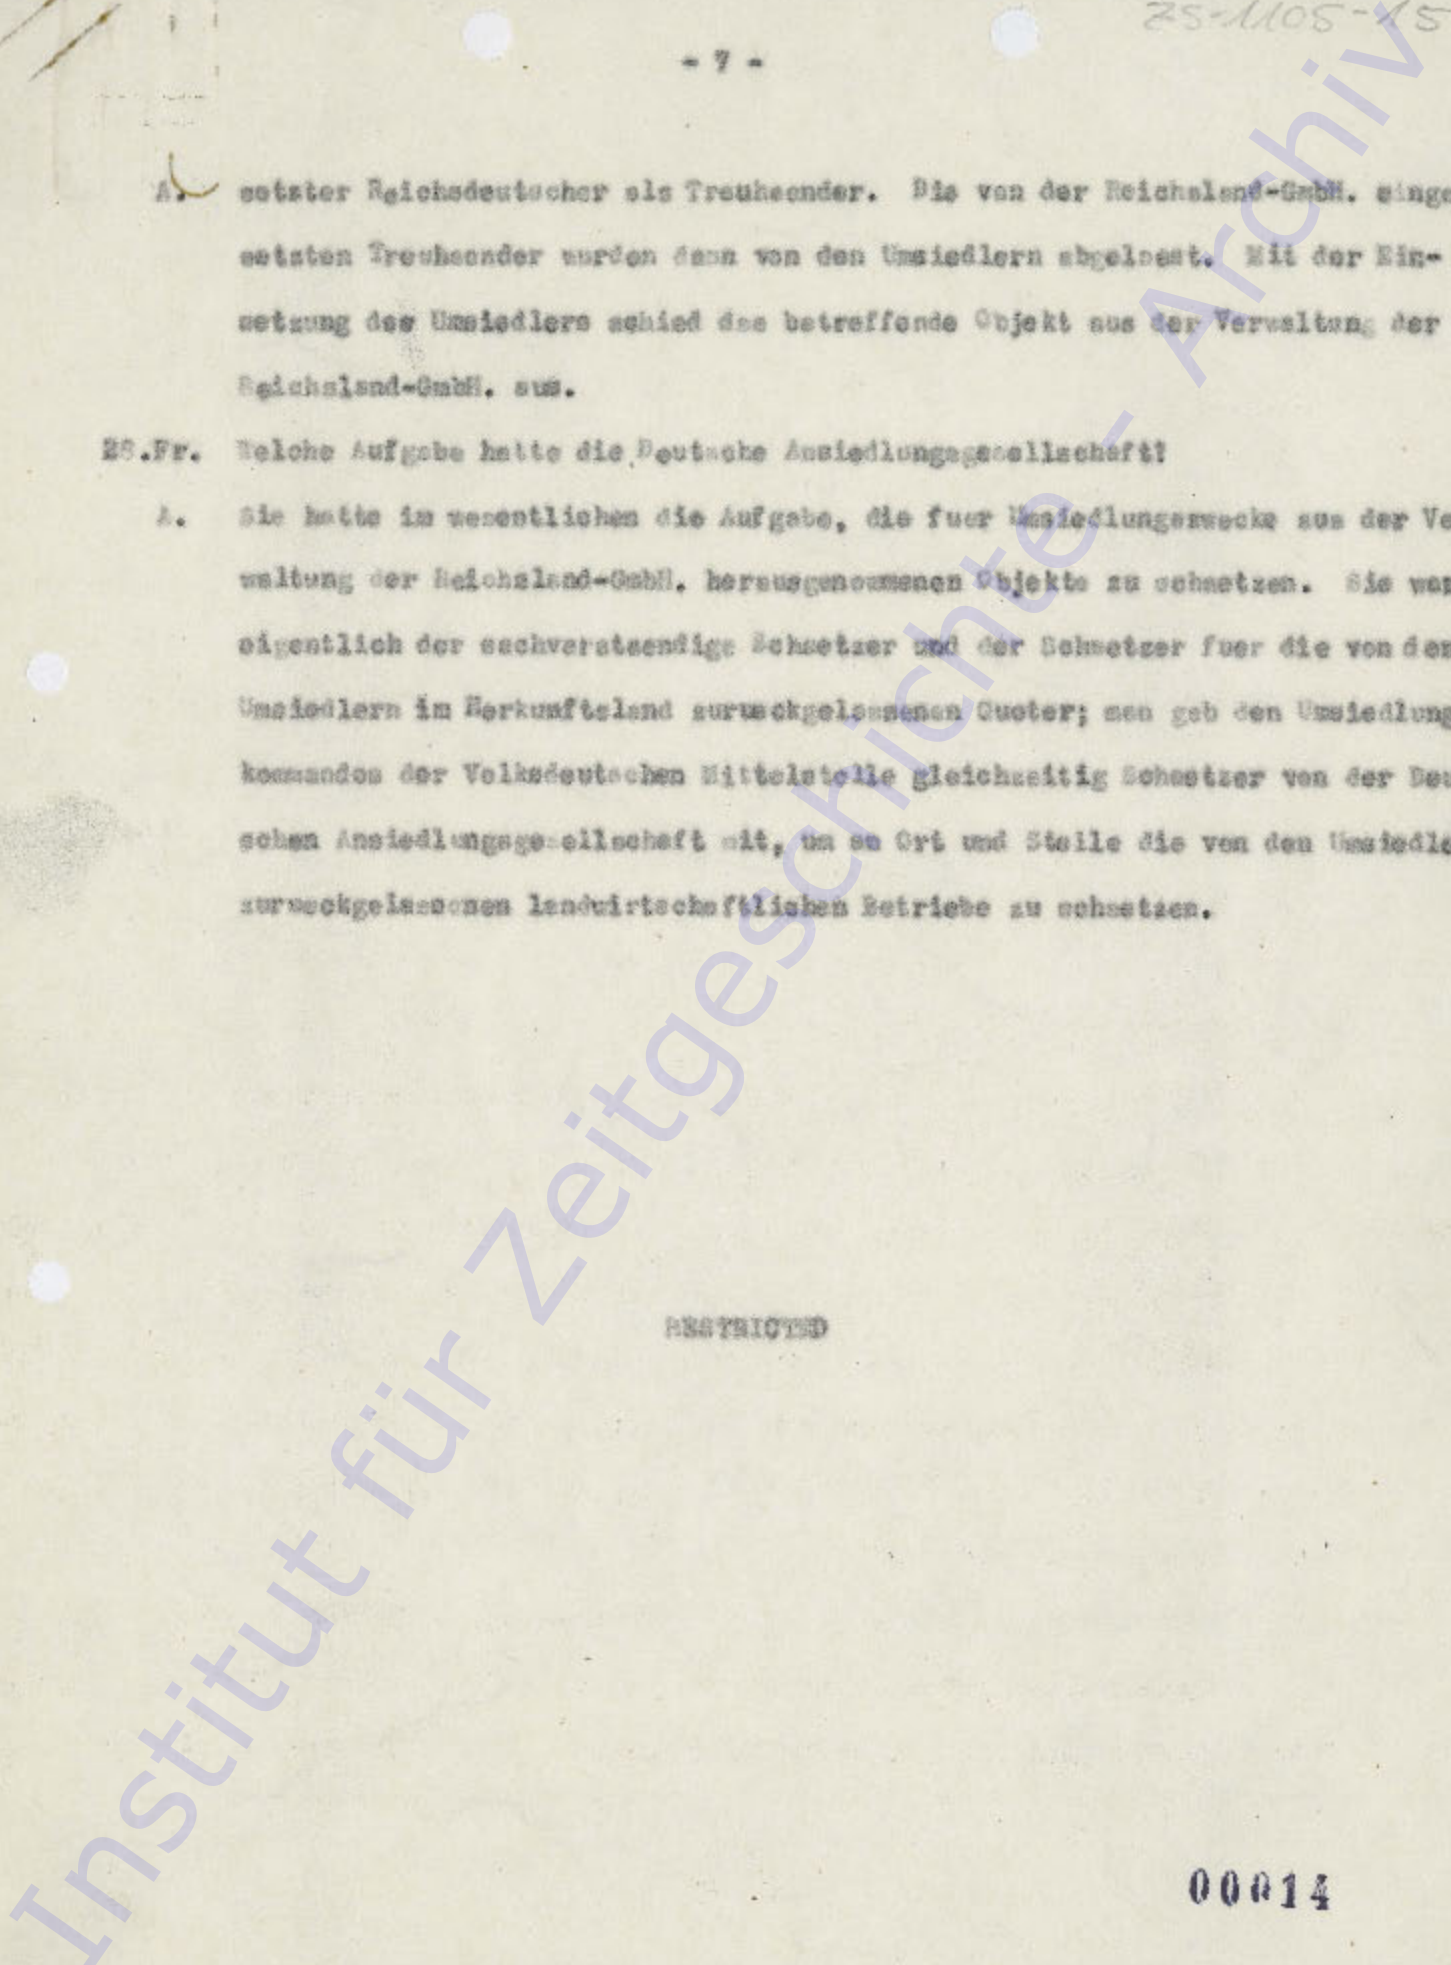 ZS-1105-15
- 7 -
A. setzter Reichsdeutscher als Treuhaender. Die von der Reichsland-GmbH. einge
setzten Treuhaender wurden dann von den Umsiedlern abgeloest. Mit der Ein-
setzung des Umsiedlers schied das betreffende Objekt aus der Verwaltung der
Reichsland-GmbH. aus.
28.Fr. Welche Aufgabe hatte die Deutsche Ansiedlungsgesellschaft?
A. Sie hatte im wesentlichen die Aufgabe, die fuer Umsiedlungszwecke aus der Ve
waltung der Reichsland-GmbH. herausgenommenen Objekte zu schaetzen. Sie war
eigentlich der sachverstaendige Schaetzer und der Schaetzer fuer die von den
Umsiedlern im Herkunftsland zurueckgelassenen Gueter; man gab den Umsiedlung
kommandos der Volksdeutschen Mittelstelle gleichzeitig Schaetzer von der Deu
schen Ansiedlungsgesellschaft mit, um an Ort und Stelle die von den Umsiedle
zurueckgelassenen landwirtschaftlichen Betriebe zu schaetzen.
RESTRICTED
00014
Institut für Zeitgeschichte - Archiv